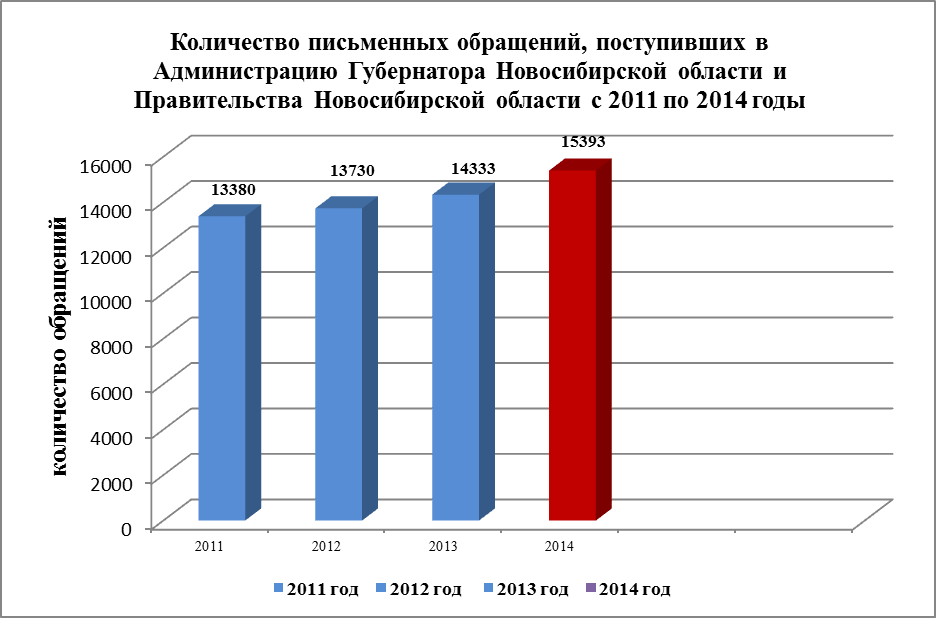 Количество письменных обращений, поступивших в
Администрацию Губернатора Новосибирской области и
Правительства Новосибирской области с 2011 по 2014 годы
количество обращений
16000
14000
12000
10000
8000
6000
4000
2000
0
13380
13730
14333
15393
2011
2012
2013
2014
2011 год
2012 год
2013 год
2014 год